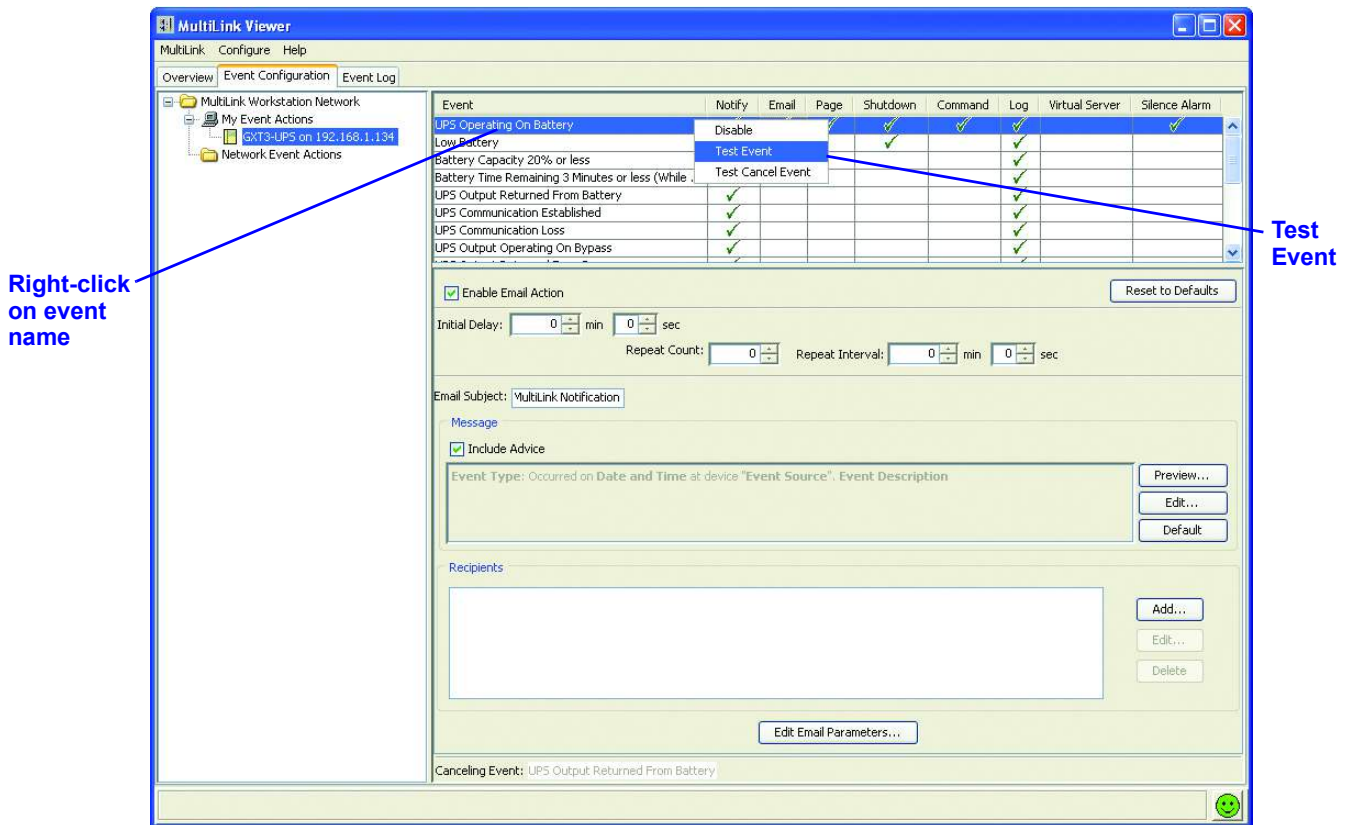 MultiLink Viewer
MultiLink Configure Help
Overview Event Configuration Event Log
MultiLink Workstation Network
My Event Actions
GXT3-UPS on 192.168.1.134
Network Event Actions
Event Notify Email Page Shutdown Command Log Virtual Server Silence Alarm
UPS Operating On Battery
Low Battery
Battery Capacity 20% or less
Battery Time Remaining 3 Minutes or less (While .
UPS Output Returned From Battery
UPS Communication Established
UPS Communication Loss
UPS Output Operating On Bypass
Disable
Test Event
Test Cancel Event
Test
Event
Right-click
on event
name
Enable Email Action
Reset to Defaults
Initial Delay: 0 min 0 sec
Repeat Count: 0 Repeat Interval: 0 min 0 sec
Email Subject: MultiLink Notification
Message
Include Advice
Event Type: Occurred on Date and Time at device "Event Source". Event Description
Preview...
Edit...
Default
Recipients
Add...
Edit...
Delete
Edit Email Parameters...
Canceling Event: UPS Output Returned From Battery